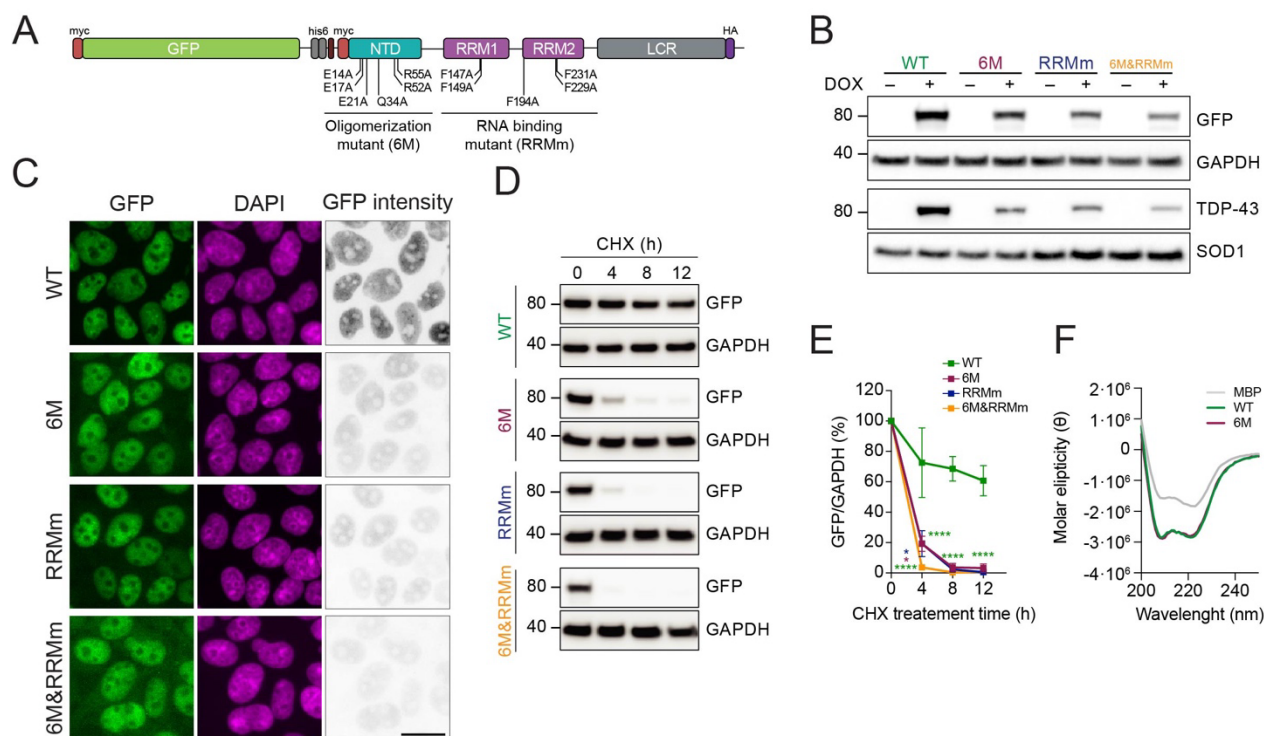 A
myc
his6
myc
HA
GFP
NTD
RRM1
RRM2
LCR
E14A
R55A
F147A
F231A
E17A
R52A
F149A
F229A
E21A
Q34A
F194A
Oligomerization
mutant (6M)
RNA binding
mutant (RRMm)
B
WT
6M
RRMm
6M&RRMm
DOX
– + – + – + – +
80
GFP
40
GAPDH
80
TDP-43
SOD1
C
GFP
DAPI
GFP intensity
WT
6M
RRMm
6M&RRMm
D
CHX (h)
0 4 8 12
WT
80
GFP
40
GAPDH
6M
80
GFP
40
GAPDH
RRMm
80
GFP
40
GAPDH
6M&RRMm
80
GFP
40
GAPDH
E
WT
6M
RRMm
6M&RRMm
GFP/GAPDH (%)
120
100
80
60
40
20
0
*
*
****
****
****
****
0 4 8 12
CHX treatement time (h)
F
MBP
WT
6M
Molar elipticity (θ)
2·10⁶
1·10⁶
0
-1·10⁶
-2·10⁶
-3·10⁶
-4·10⁶
200 220 240
Wavelenght (nm)